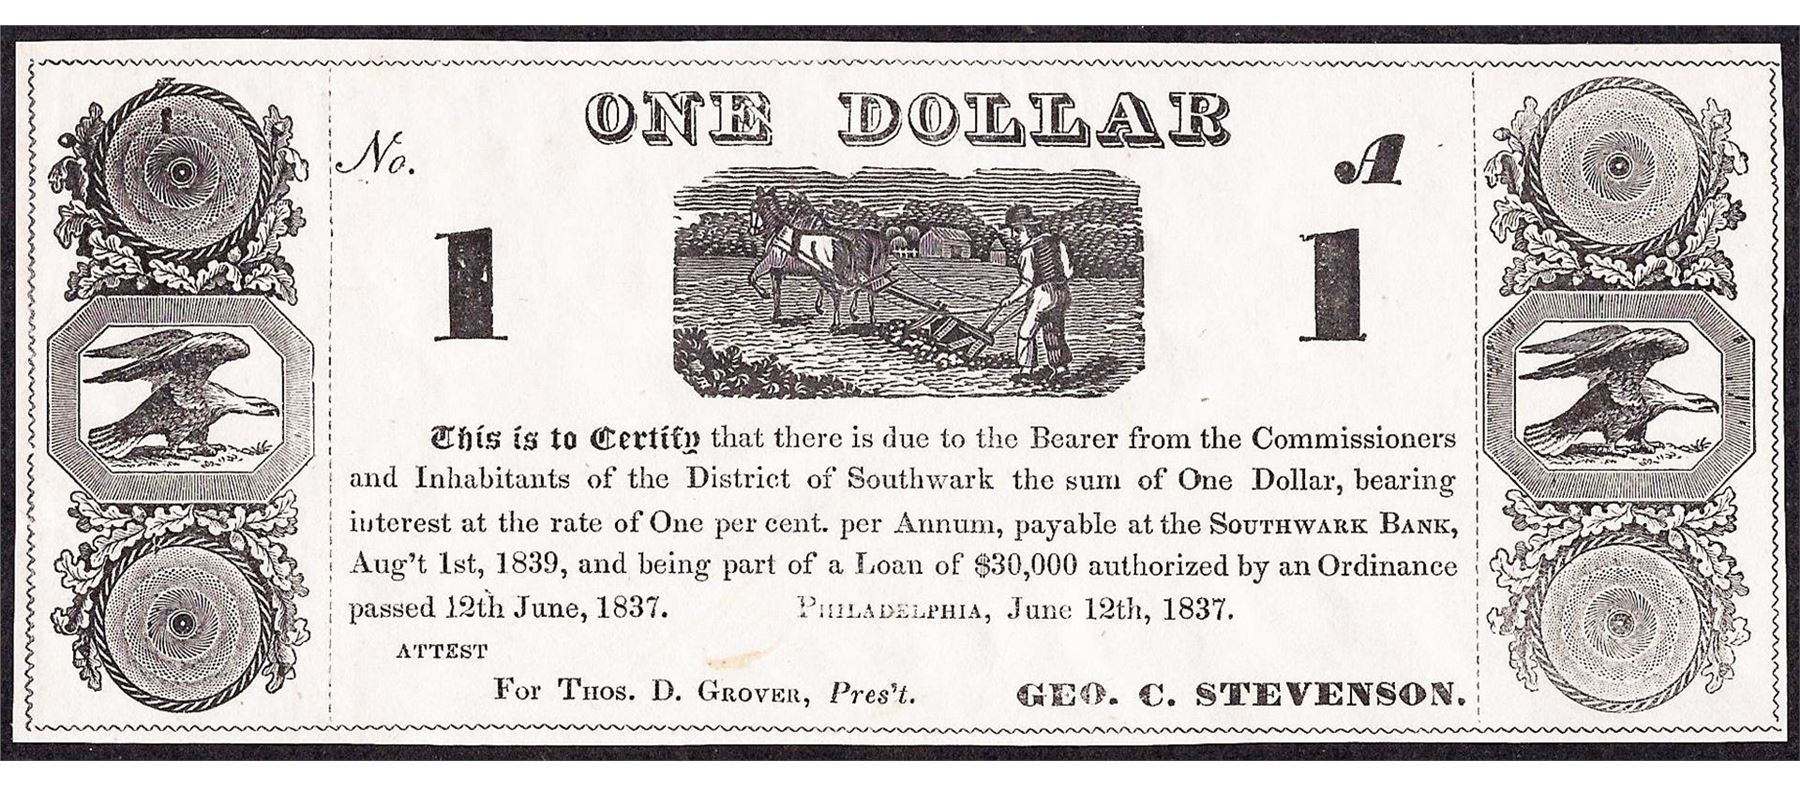 ONE DOLLAR
No.
A
1
1
This is to Certify that there is due to the Bearer from the Commissioners
and Inhabitants of the District of Southwark the sum of One Dollar, bearing
interest at the rate of One per cent. per Annum, payable at the SOUTHWARK BANK,
Aug't 1st, 1839, and being part of a Loan of $30,000 authorized by an Ordinance
passed 12th June, 1837. PHILADELPHIA, June 12th, 1837.
ATTEST
For THOS. D. GROVER, Pres't. GEO. C. STEVENSON.